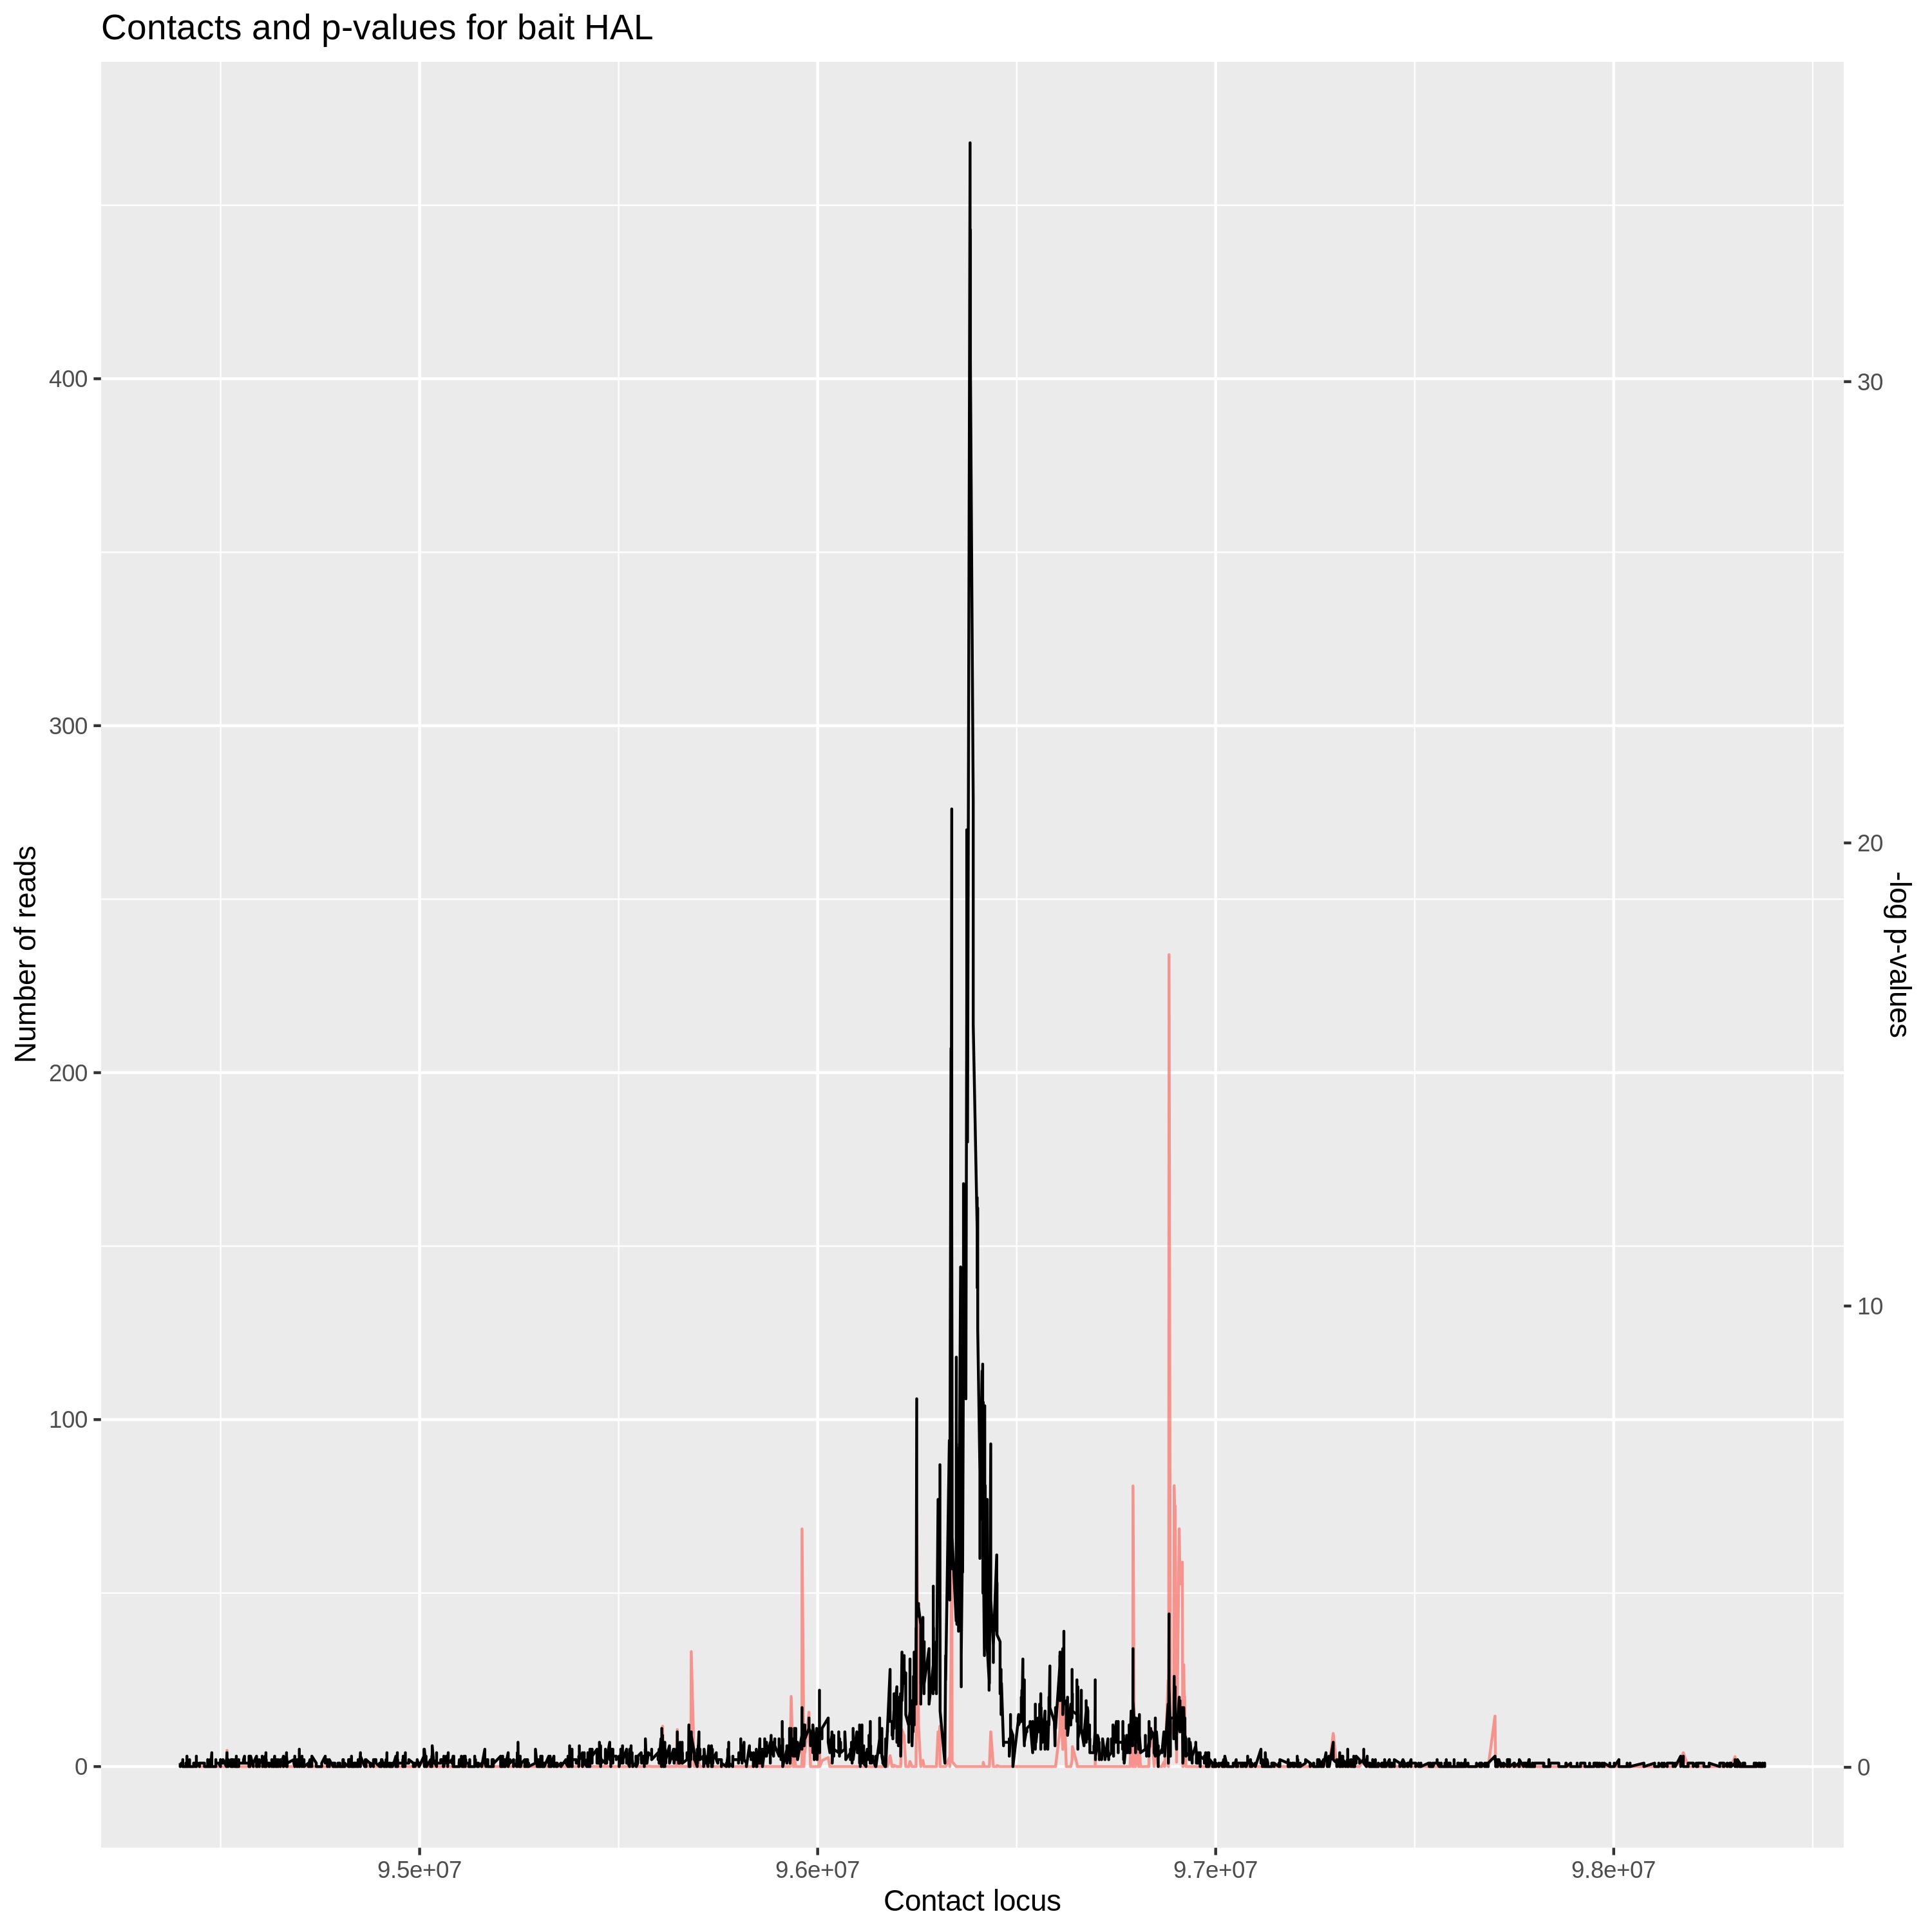 Contacts and p-values for bait HAL
Number of reads
400
300
200
100
0
30
20
10
0
-log p-values
9.5e+07
9.6e+07
9.7e+07
9.8e+07
Contact locus